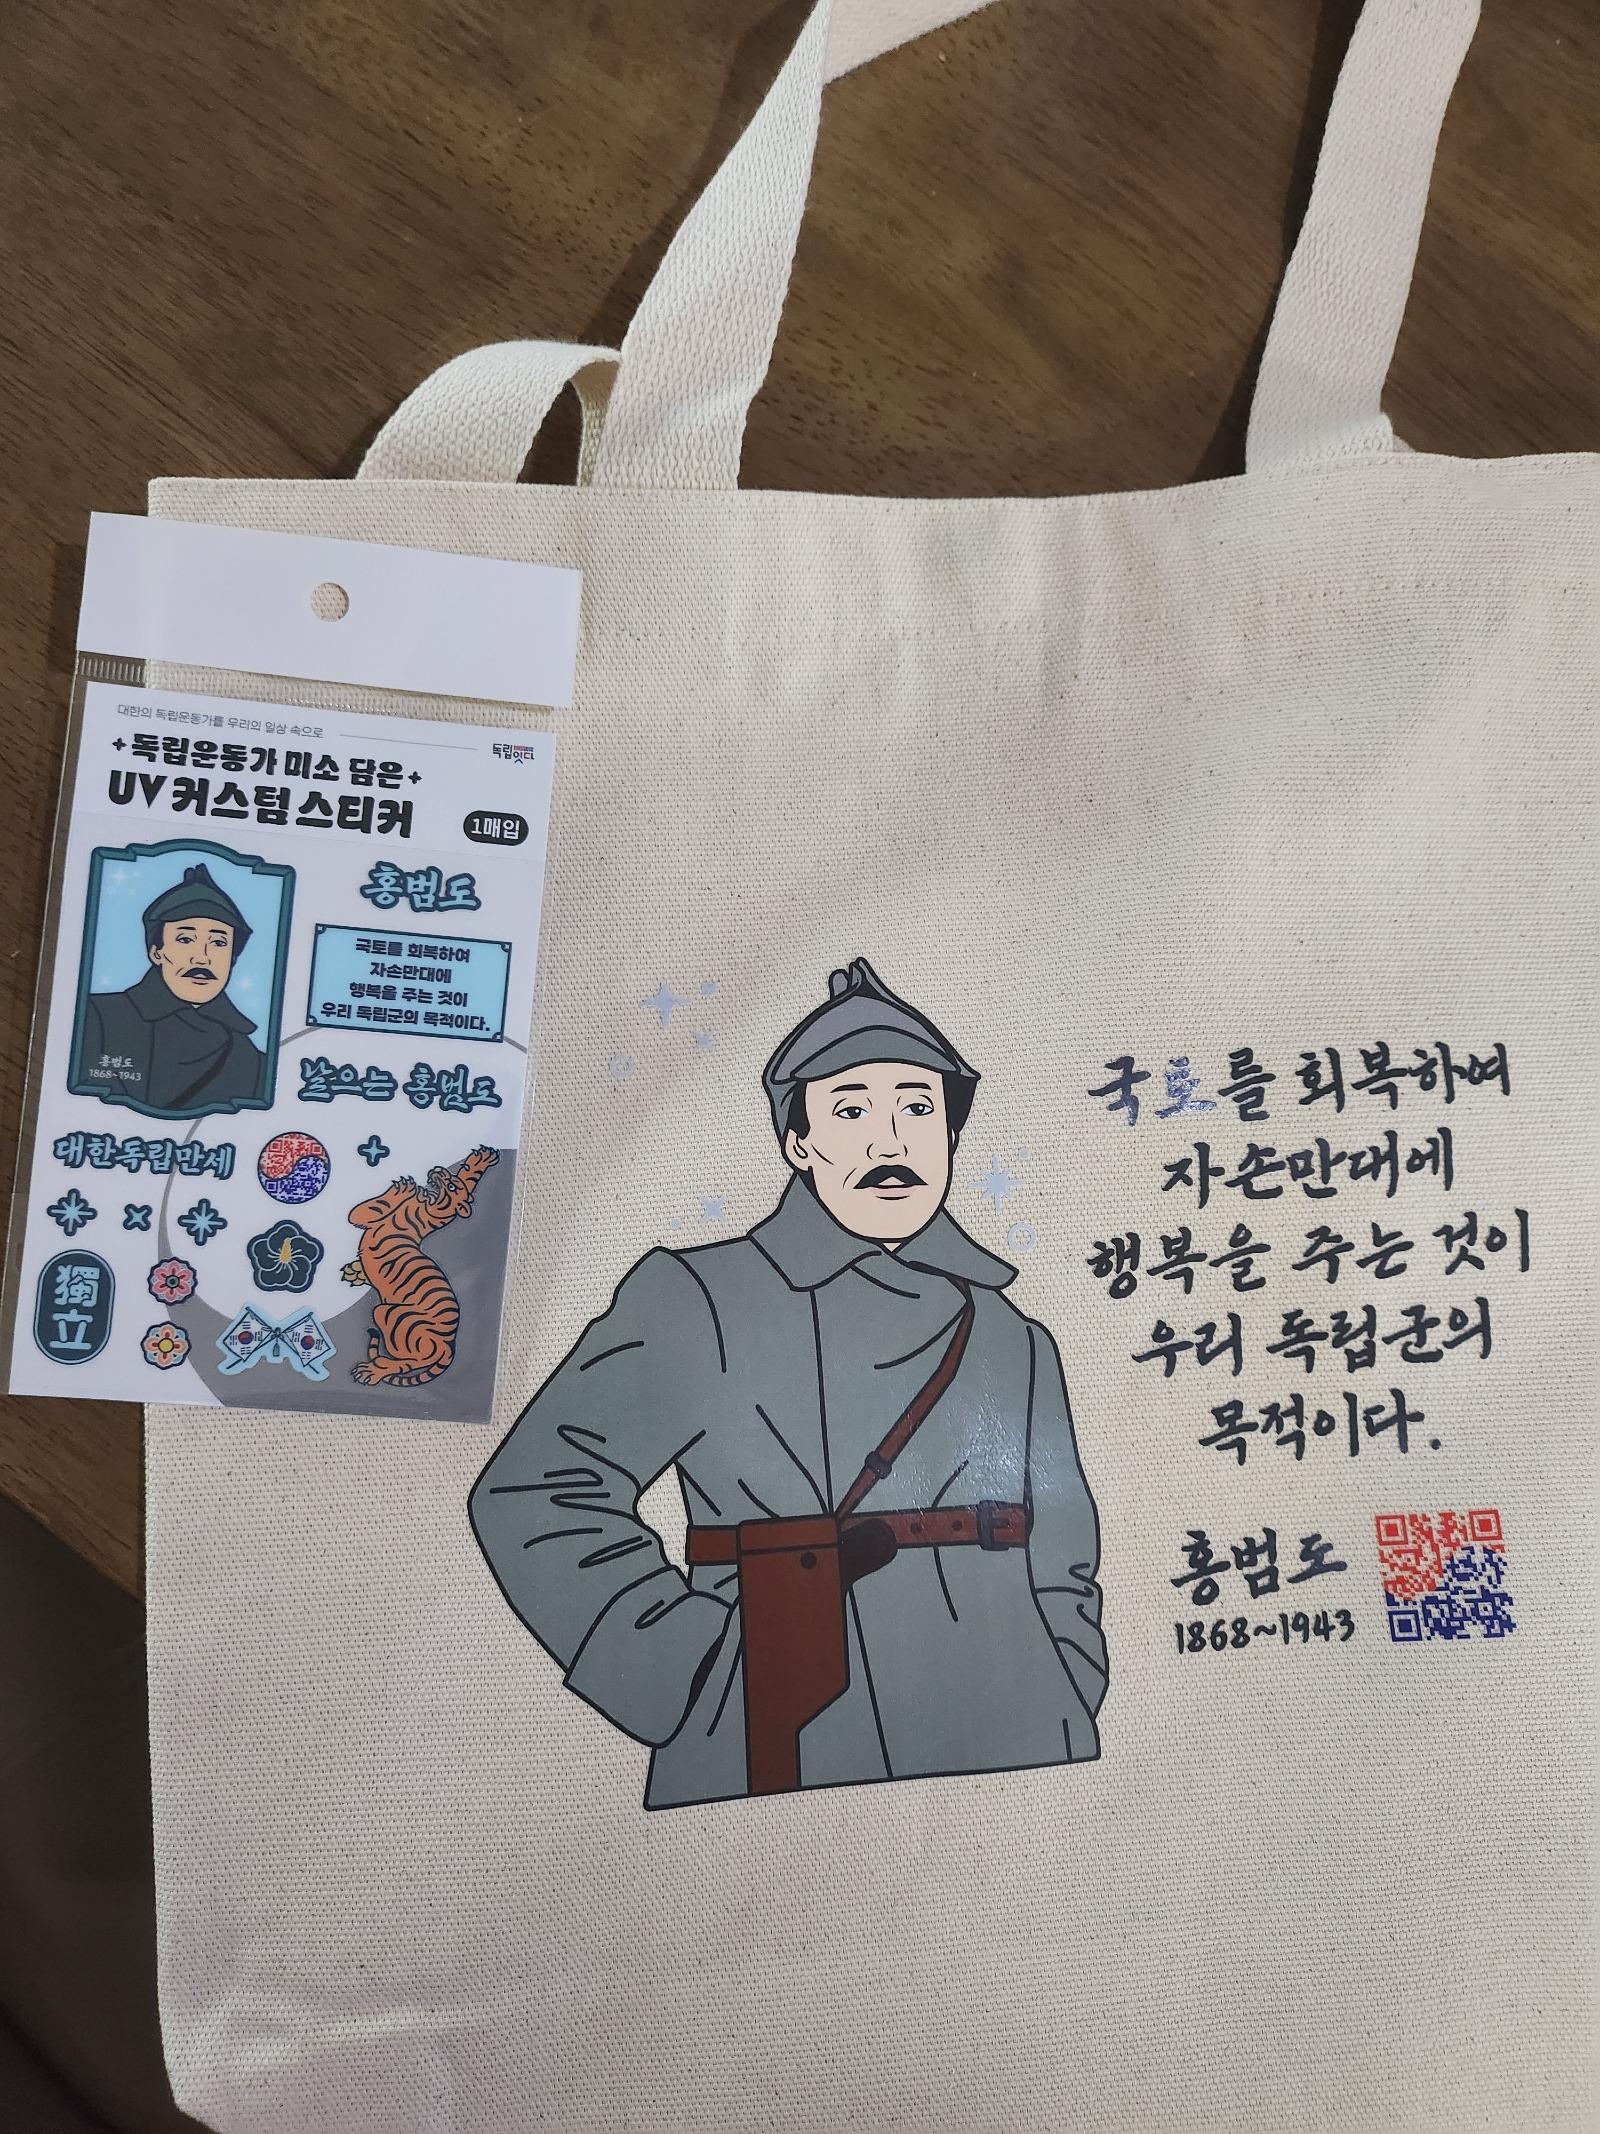 대한의 독립운동가를 우리의 일상 속으로
독립잇다
+독립운동가 미소 담은+
UV 커스텀 스티커
1매입
홍범도
국토를 회복하여
자손만대에
행복을 주는 것이
우리 독립군의 목적이다.
홍범도
1868~1943
날으는 홍범도
대한독립만세
獨
立
국토를 회복하여
자손만대에
행복을 주는 것이
우리 독립군의
목적이다.
홍범도
1868~1943